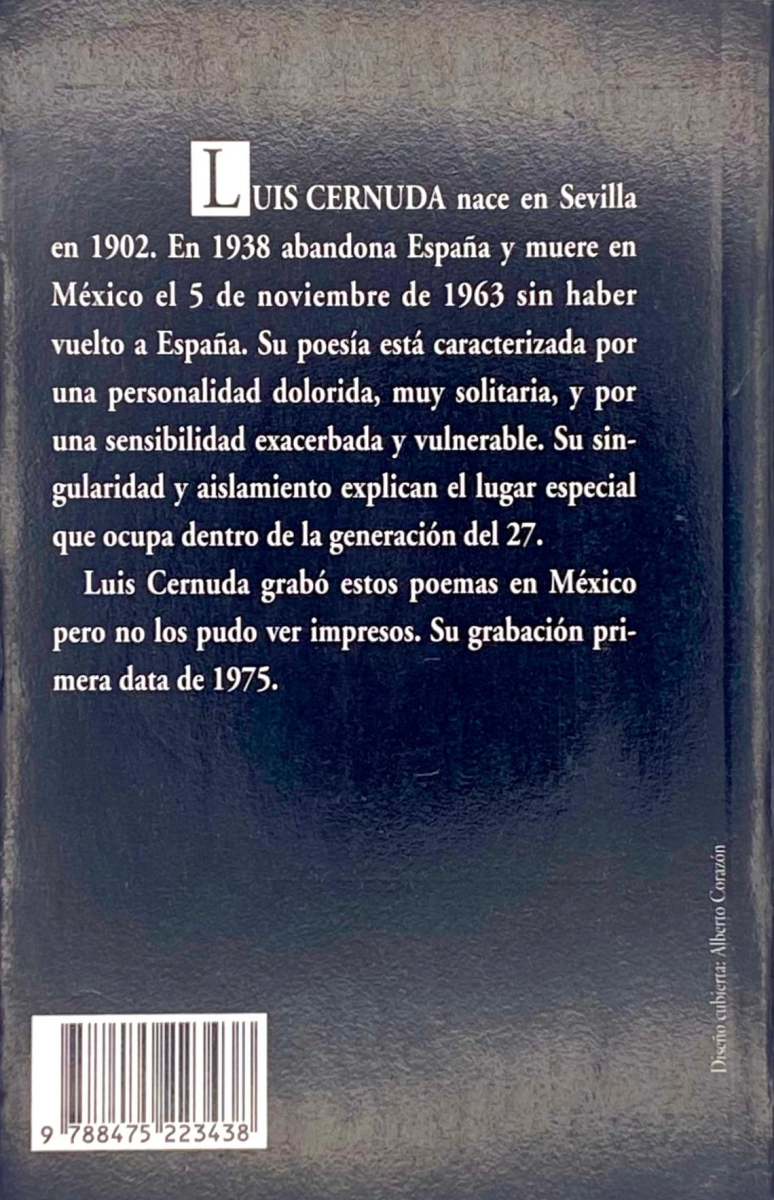 LUIS CERNUDA nace en Sevilla
en 1902. En 1938 abandona España y muere en
México el 5 de noviembre de 1963 sin haber
vuelto a España. Su poesía está caracterizada por
una personalidad dolorida, muy solitaria, y por
una sensibilidad exacerbada y vulnerable. Su sin-
gularidad y aislamiento explican el lugar especial
que ocupa dentro de la generación del 27.
Luis Cernuda grabó estos poemas en México
pero no los pudo ver impresos. Su grabación pri-
mera data de 1975.
Diseño cubierta: Alberto Corazón
9 788475 223438